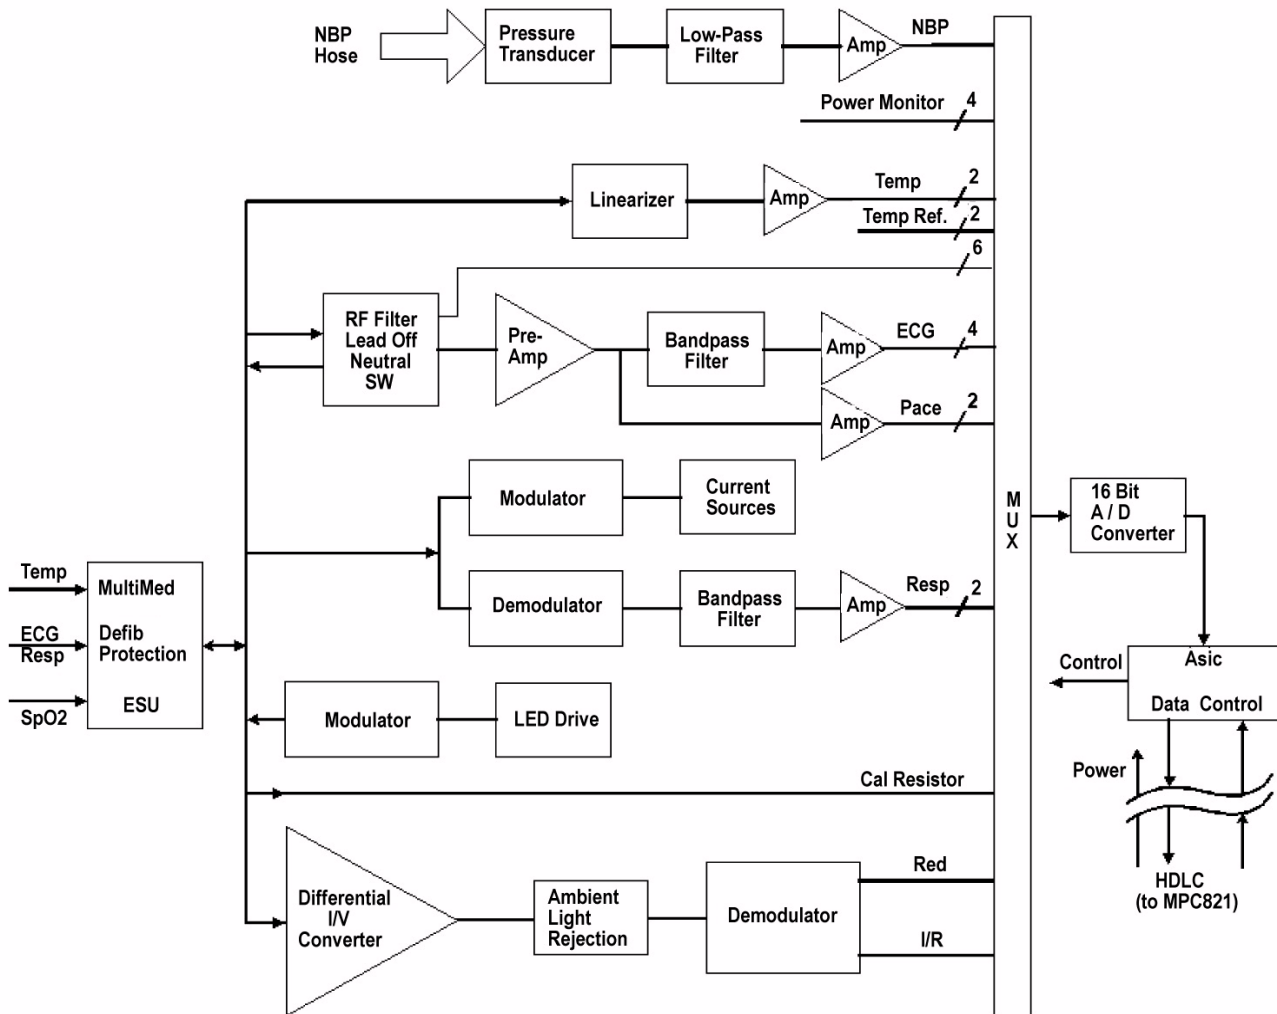 NBP
Hose
Pressure
Transducer
Low-Pass
Filter
Amp
NBP
Power Monitor
4
Linearizer
Amp
Temp
2
Temp Ref.
2
6
RF Filter
Lead Off
Neutral
SW
Pre-
Amp
Bandpass
Filter
Amp
ECG
4
Amp
Pace
2
Modulator
Current
Sources
M
U
X
16 Bit
A / D
Converter
Temp
ECG
Resp
SpO2
MultiMed
Defib
Protection
ESU
Demodulator
Bandpass
Filter
Amp
Resp
2
Control
Asic
Data Control
Modulator
LED Drive
Power
Cal Resistor
HDLC
(to MPC821)
Differential
I/V
Converter
Ambient
Light
Rejection
Demodulator
Red
I/R